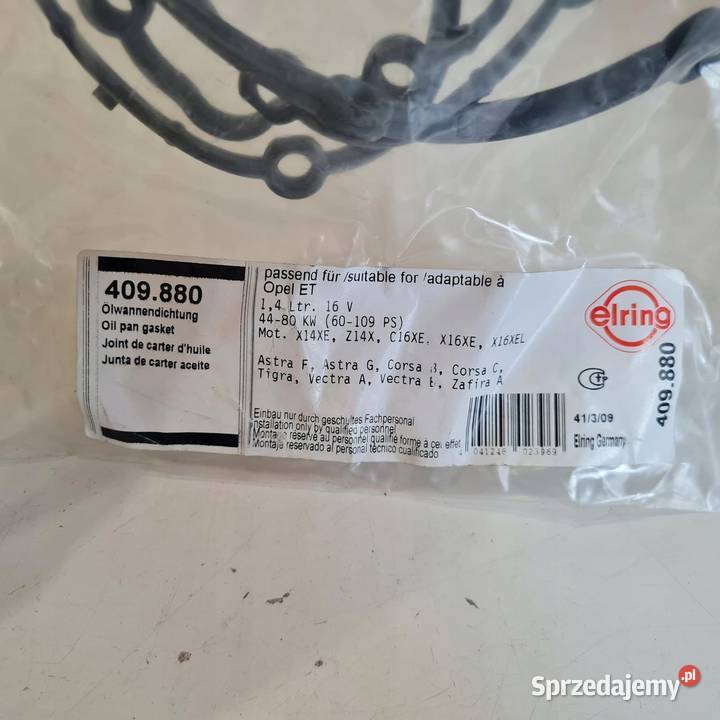 409.880
Ölwannendichtung
Oil pan gasket
Joint de carter d'huile
Junta de carter aceite
passend für /suitable for /adaptable à
Opel ET
1,4 Ltr. 16 V
44-80 KW (60-109 PS)
Mot. X14XE, Z14X, C16XE, X16XE, X16XEL
Astra F, Astra G, Corsa B, Corsa C,
Tigra, Vectra A, Vectra B, Zafira A
Einbau nur durch geschultes Fachpersonal
Installation only by qualified personnel
Montage réservé au personnel qualifié formé à cet effet
Montaje reservado al personal técnico cualificado
4 041248 023969
elring
409.880
41/3/09
Elring Germany
Sprzedajemy.pl